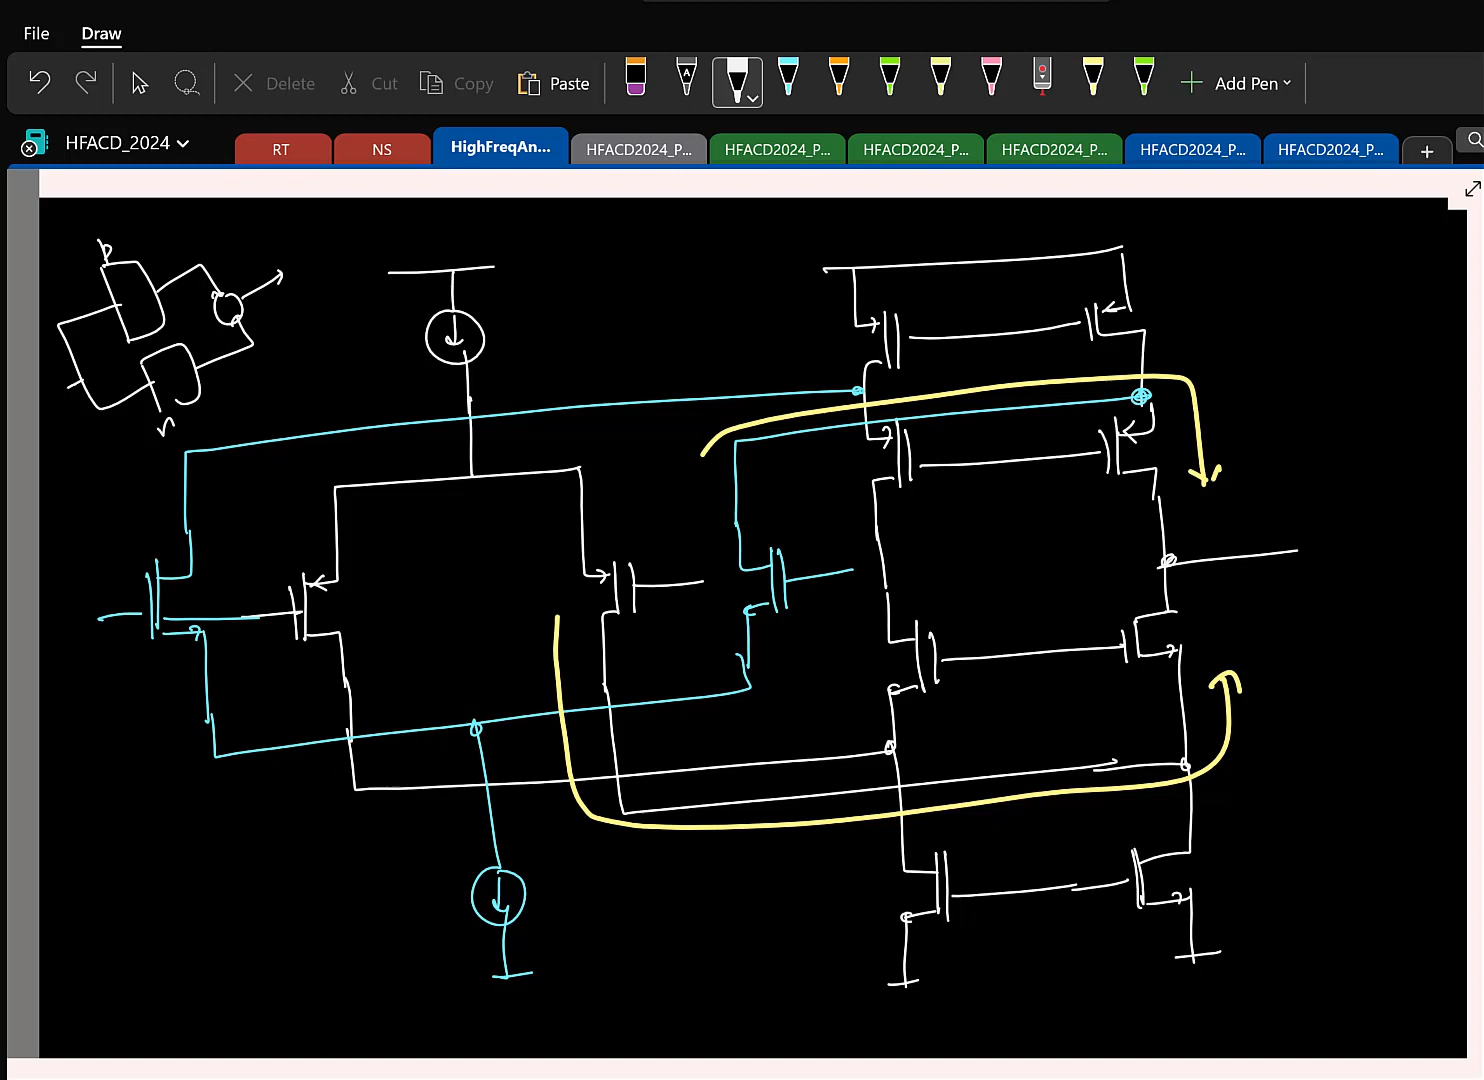 File Draw
Delete Cut Copy Paste A Add Pen
HFACD_2024 RT NS HighFreqAn... HFACD2024_P... HFACD2024_P... HFACD2024_P... HFACD2024_P... HFACD2024_P... HFACD2024_P... +
P
n